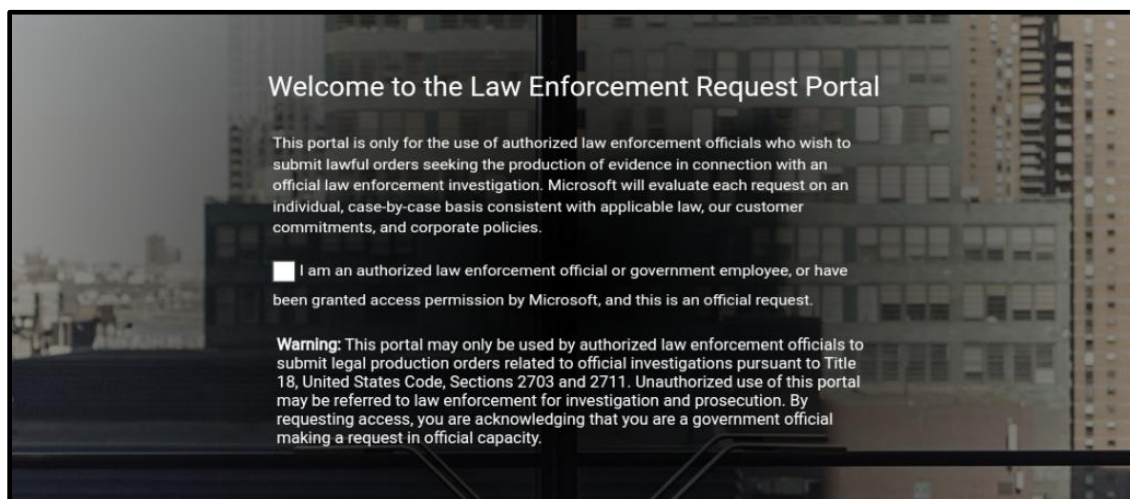 Welcome to the Law Enforcement Request Portal
This portal is only for the use of authorized law enforcement officials who wish to
submit lawful orders seeking the production of evidence in connection with an
official law enforcement investigation. Microsoft will evaluate each request on an
individual, case-by-case basis consistent with applicable law, our customer
commitments, and corporate policies.
I am an authorized law enforcement official or government employee, or have
been granted access permission by Microsoft, and this is an official request.
Warning: This portal may only be used by authorized law enforcement officials to
submit legal production orders related to official investigations pursuant to Title
18, United States Code, Sections 2703 and 2711. Unauthorized use of this portal
may be referred to law enforcement for investigation and prosecution. By
requesting access, you are acknowledging that you are a government official
making a request in official capacity.